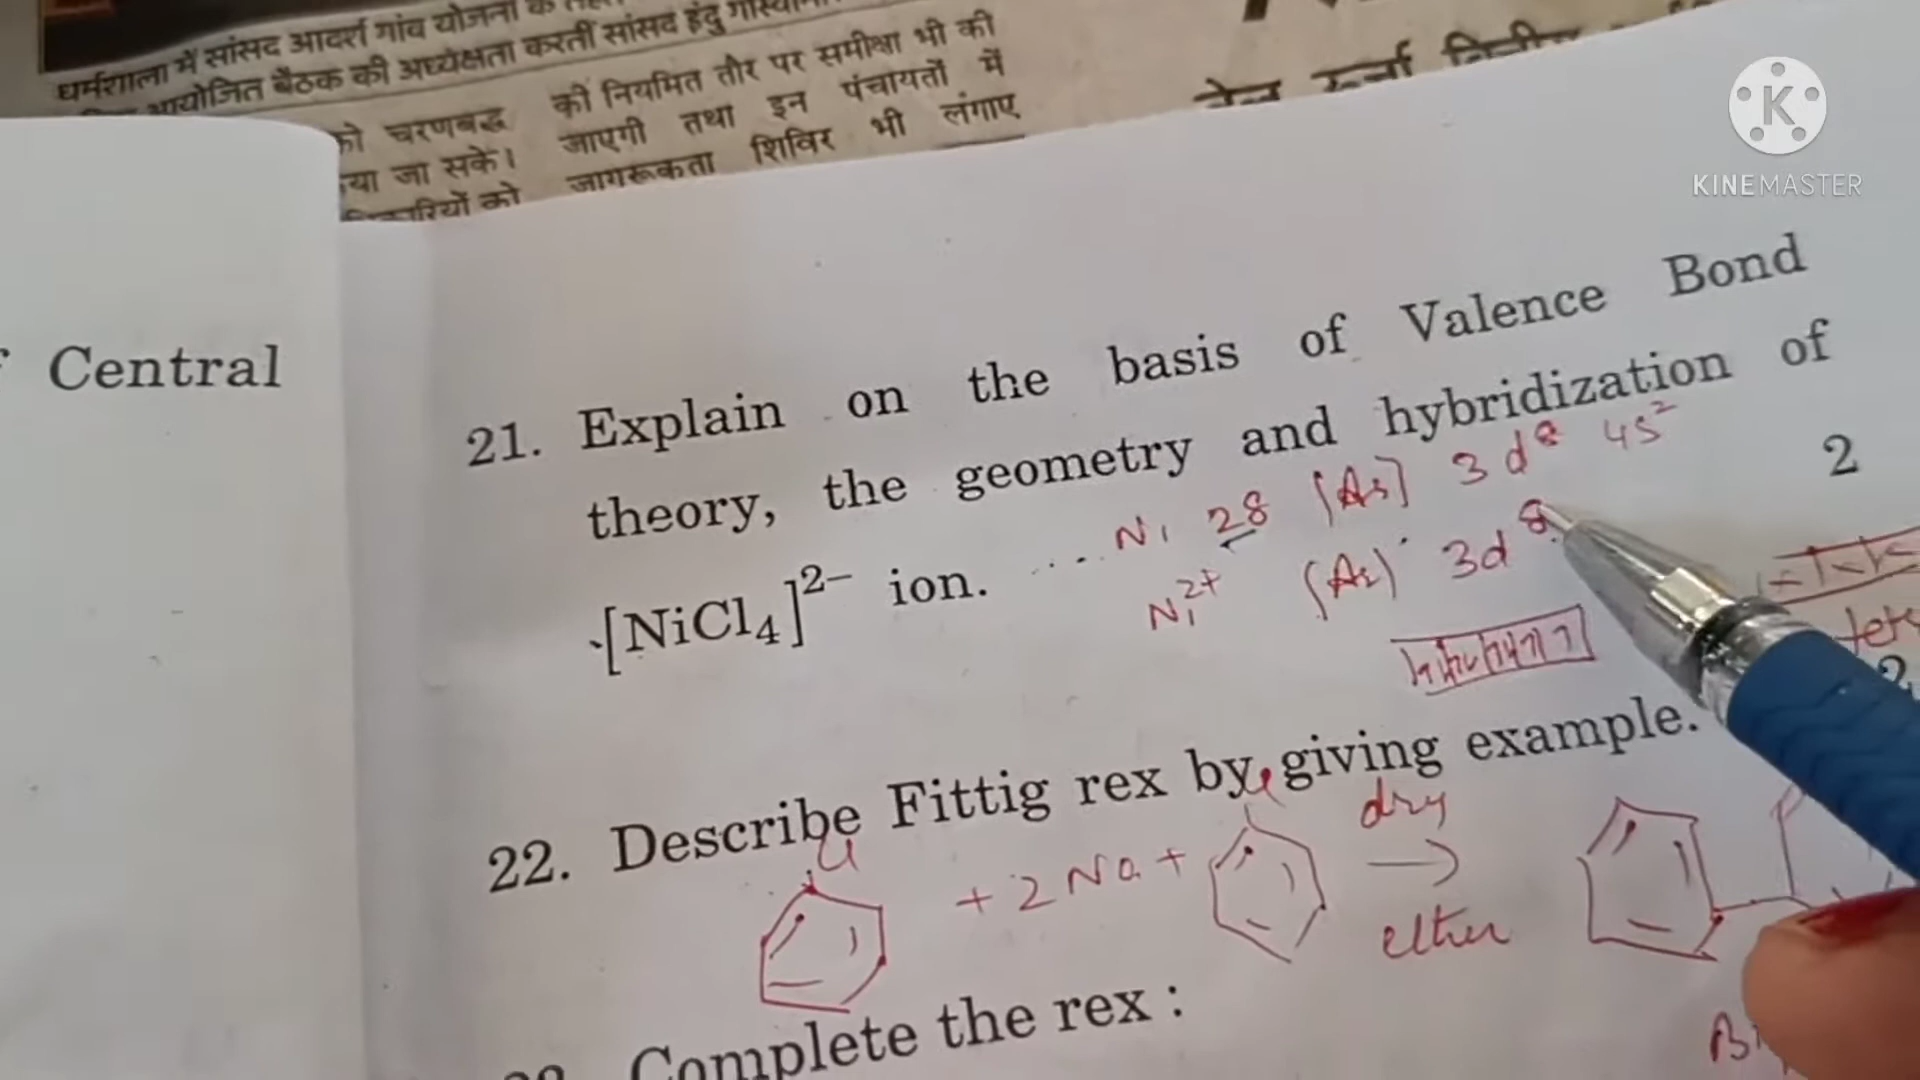 धर्मशाला में सांसद आदर्श गांव योजना के
आयोजित बैठक की अध्यक्षता करतीं सांसद इंदु गोस्वामी
को चरणबद्ध
जा सके।
को
की नियमित तौर पर समीक्षा भी की
जाएगी तथा इन पंचायतों में
जागरूकता शिविर भी लगाए
K
KINEMASTER
Central
21. Explain on the basis of Valence Bond
theory, the geometry and hybridization of
[NiCl4]2– ion.
2
Ni 28 [Ar] 3d8 4s2
Ni2+ [Ar] 3d8
22. Describe Fittig rex by giving example.
2
Cl
+ 2Na +
Cl
dry
→
ether
Complete the rex :